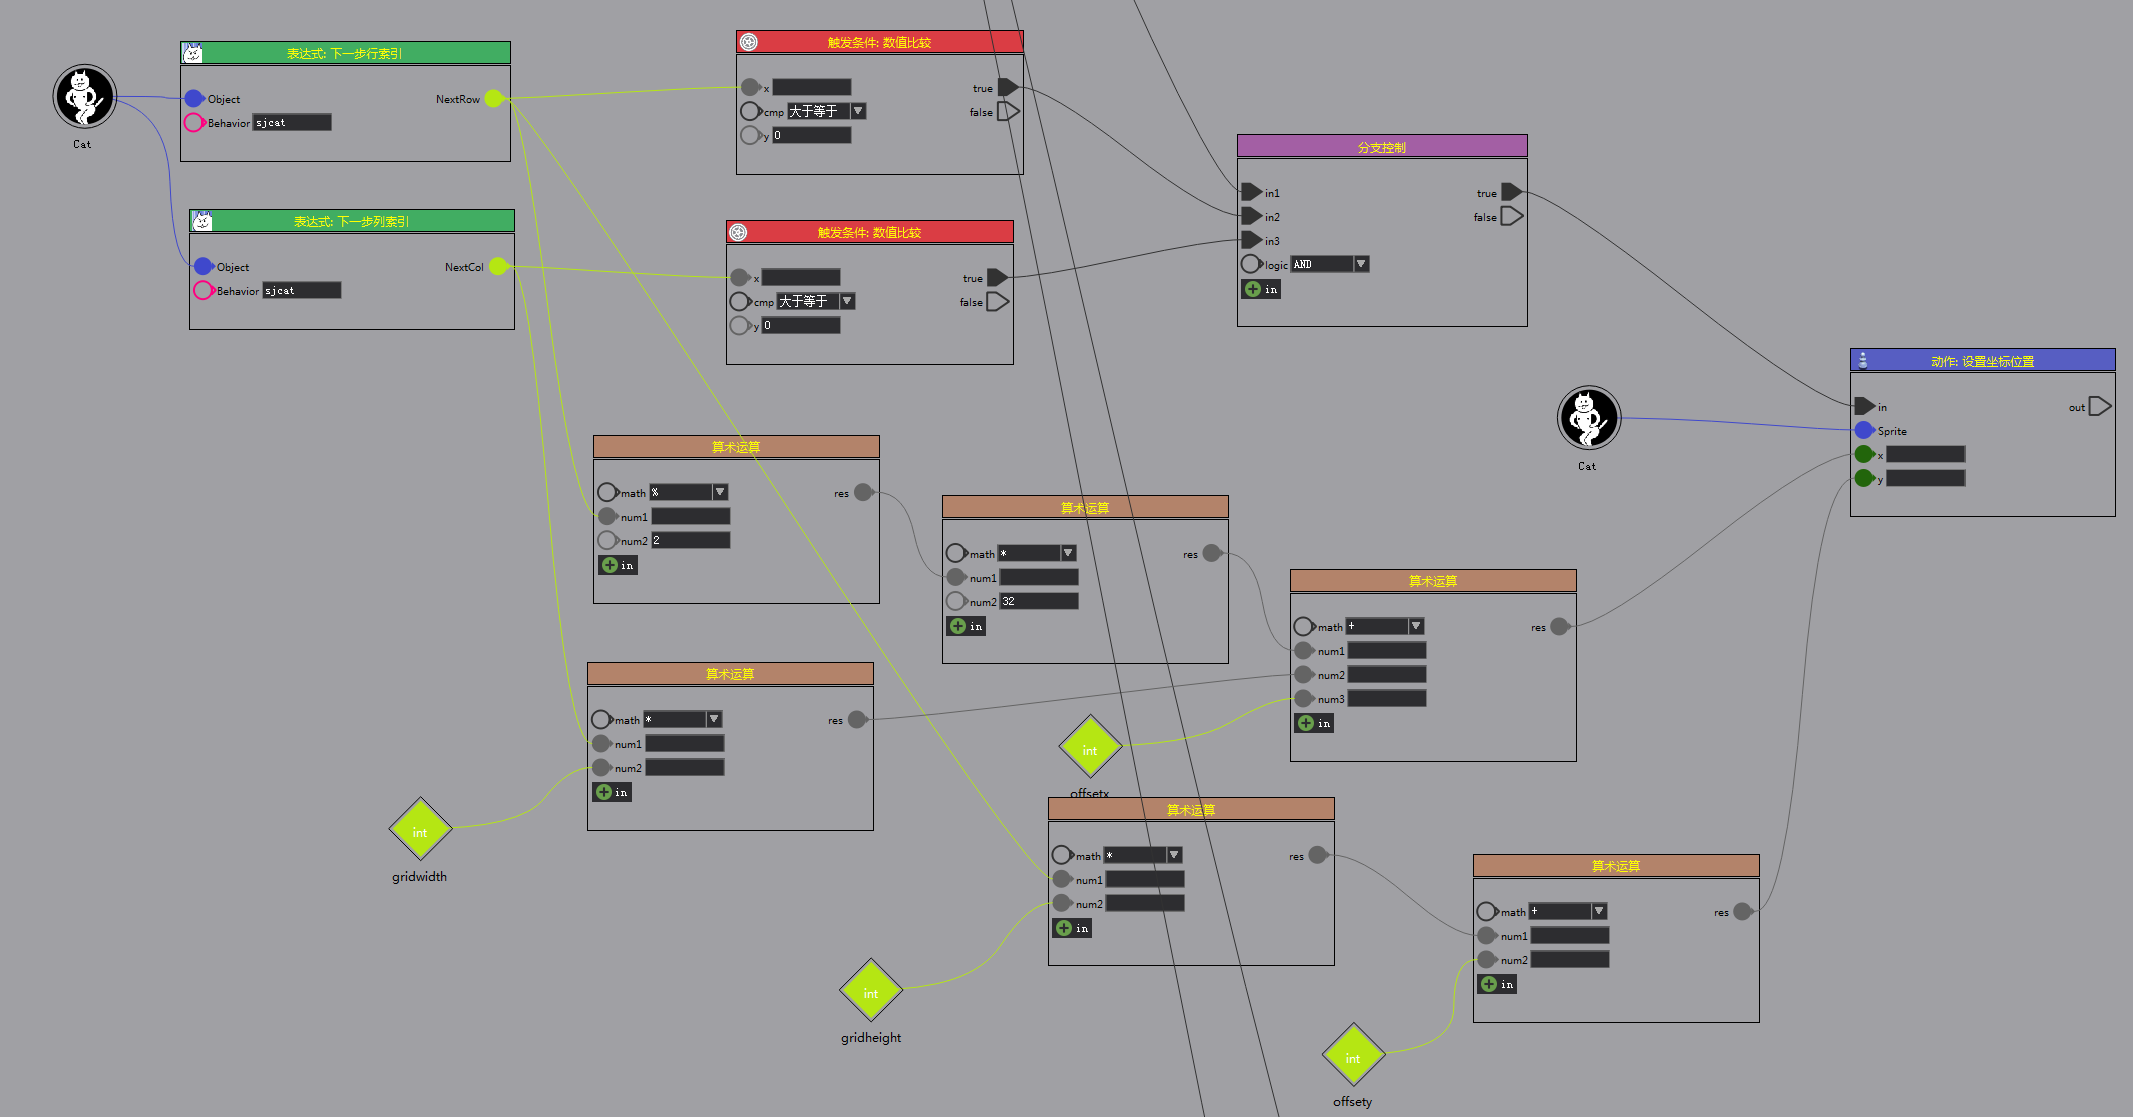 表达式: 下一步行索引
Object
NextRow
Behavior
sjcat
Cat
触发条件: 数值比较
x
true
cmp
大于等于
false
y
0
表达式: 下一步列索引
Object
NextCol
Behavior
sjcat
触发条件: 数值比较
x
true
cmp
大于等于
false
y
0
分支控制
in1
true
in2
false
in3
logic
AND
in
动作: 设置坐标位置
in
out
Sprite
x
y
Cat
算术运算
math
%
res
num1
num2
2
in
算术运算
math
*
res
num1
num2
32
in
算术运算
math
+
res
num1
num2
num3
in
算术运算
math
*
res
num1
num2
in
int
offsetx
int
gridwidth
算术运算
math
*
res
num1
num2
in
算术运算
math
+
res
num1
num2
in
int
gridheight
int
offsety